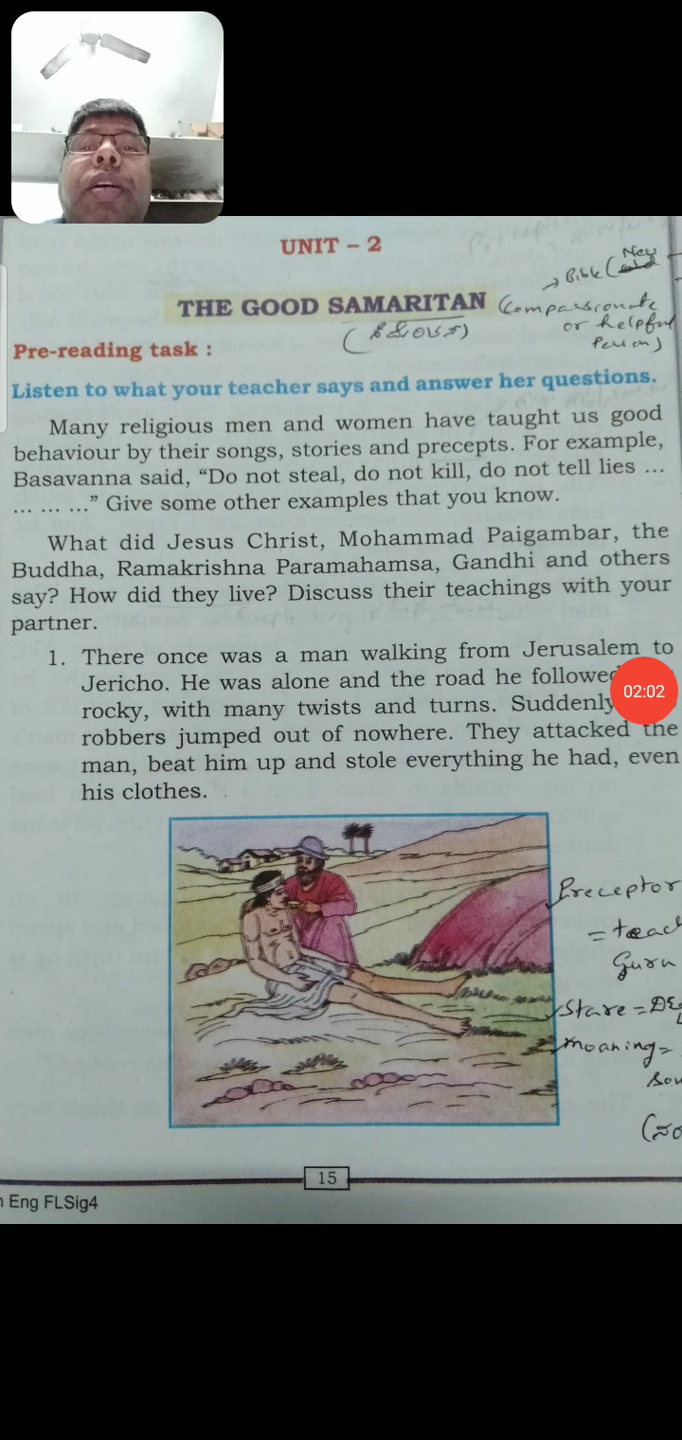 UNIT – 2
New
→ Bible (
THE GOOD SAMARITAN (Compassionate
or helpful
Person)
Pre-reading task :
Listen to what your teacher says and answer her questions.
Many religious men and women have taught us good
behaviour by their songs, stories and precepts. For example,
Basavanna said, “Do not steal, do not kill, do not tell lies ...
... ... ...” Give some other examples that you know.
What did Jesus Christ, Mohammad Paigambar, the
Buddha, Ramakrishna Paramahamsa, Gandhi and others
say? How did they live? Discuss their teachings with your
partner.
1. There once was a man walking from Jerusalem to
Jericho. He was alone and the road he followed
rocky, with many twists and turns. Suddenly
02:02
robbers jumped out of nowhere. They attacked the
man, beat him up and stole everything he had, even
his clothes.
Preceptor
= teach
Guru
Stare =
moaning =
15
Eng FLSig4